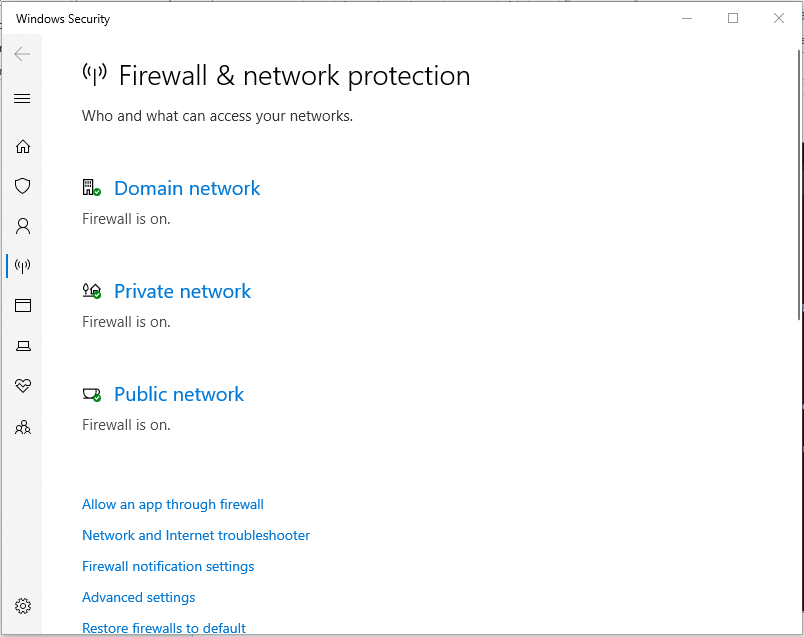 Windows Security
Firewall & network protection
Who and what can access your networks.
Domain network
Firewall is on.
Private network
Firewall is on.
Public network
Firewall is on.
Allow an app through firewall
Network and Internet troubleshooter
Firewall notification settings
Advanced settings
Restore firewalls to default